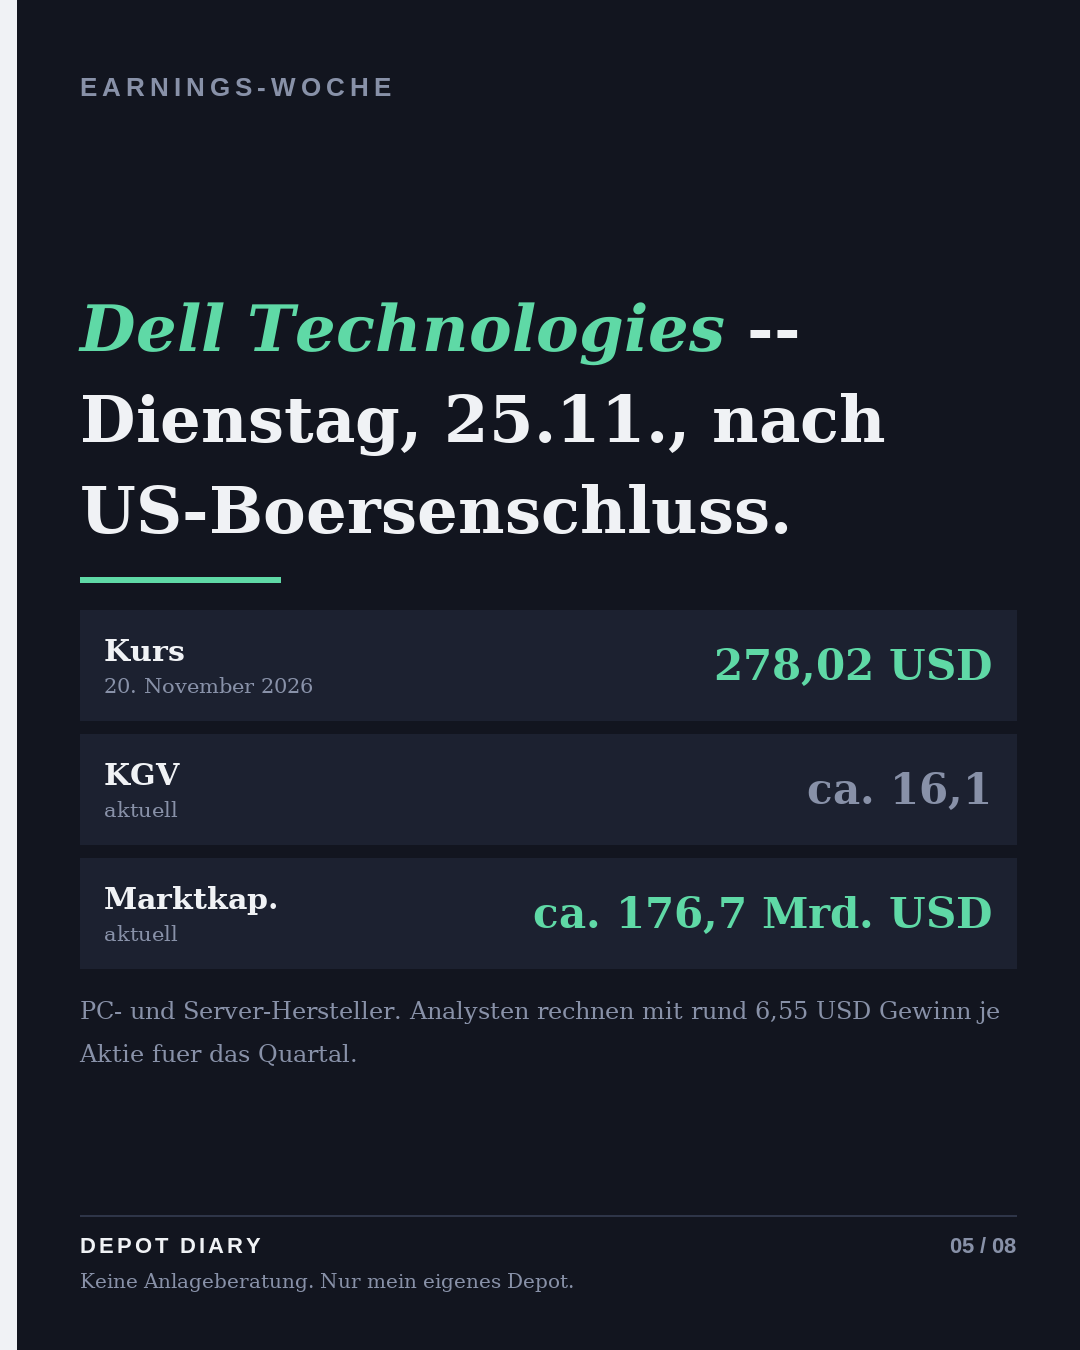 EARNINGS-WOCHE
Dell Technologies --
Dienstag, 25.11., nach
US-Boersenschluss.
Kurs
20. November 2026
278,02 USD
KGV
aktuell
ca. 16,1
Marktkap.
aktuell
ca. 176,7 Mrd. USD
PC- und Server-Hersteller. Analysten rechnen mit rund 6,55 USD Gewinn je
Aktie fuer das Quartal.
DEPOT DIARY
05 / 08
Keine Anlageberatung. Nur mein eigenes Depot.